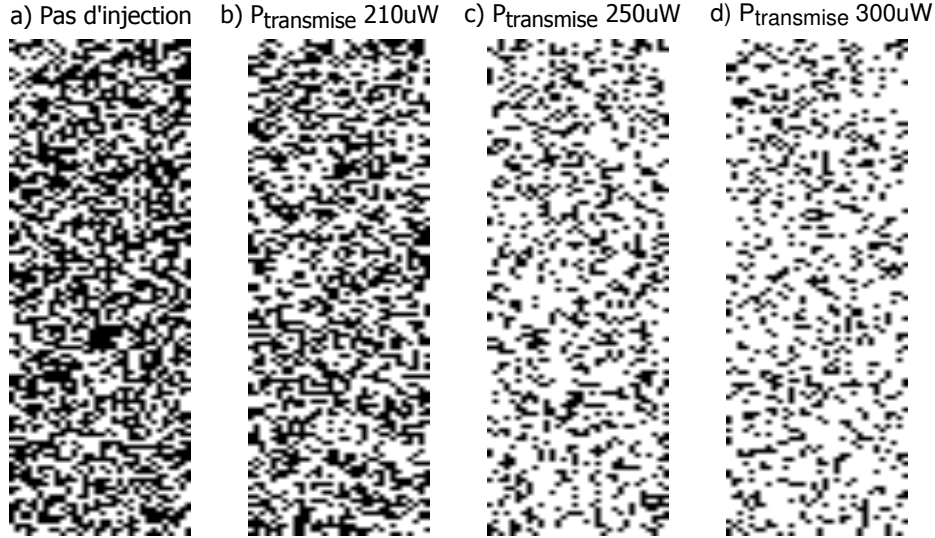 a) Pas d'injection
b) Ptransmise 210uW
c) Ptransmise 250uW
d) Ptransmise 300uW